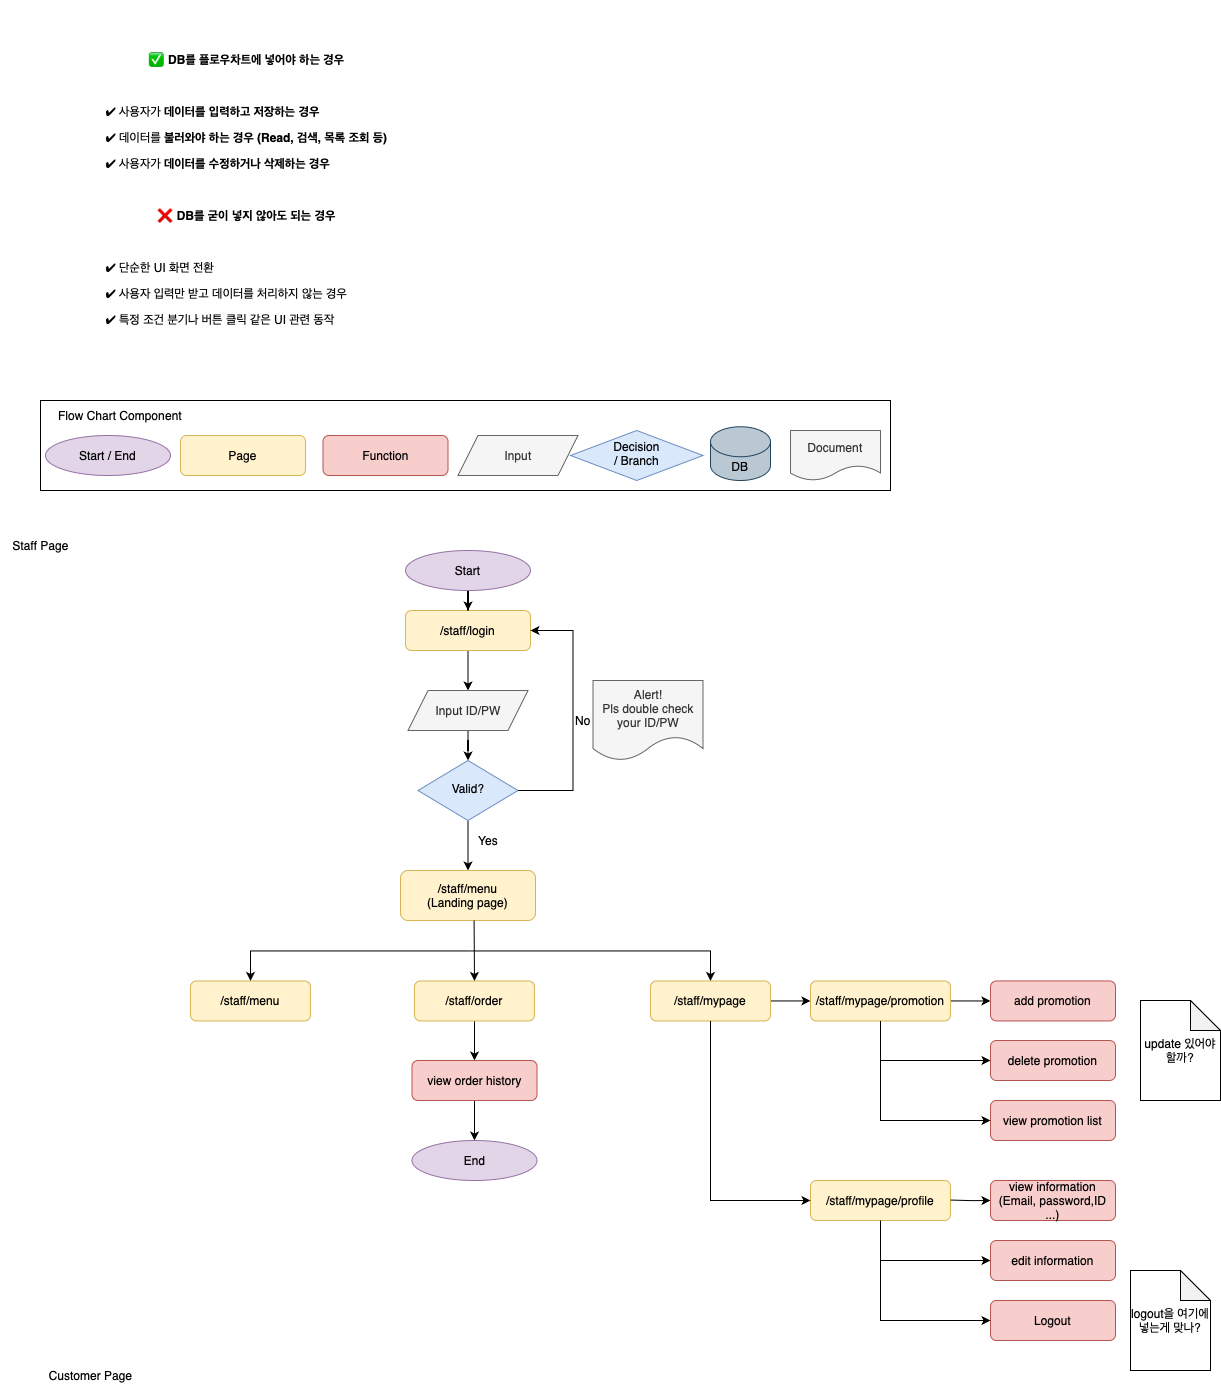 ✅ DB를 플로우차트에 넣어야 하는 경우
✔ 사용자가 데이터를 입력하고 저장하는 경우
✔ 데이터를 불러와야 하는 경우 (Read, 검색, 목록 조회 등)
✔ 사용자가 데이터를 수정하거나 삭제하는 경우
❌ DB를 굳이 넣지 않아도 되는 경우
✔ 단순한 UI 화면 전환
✔ 사용자 입력만 받고 데이터를 처리하지 않는 경우
✔ 특정 조건 분기나 버튼 클릭 같은 UI 관련 동작
Flow Chart Component
Start / End
Page
Function
Input
Decision
/ Branch
DB
Document
Staff Page
Start
/staff/login
Input ID/PW
No
Alert!
Pls double check
your ID/PW
Valid?
Yes
/staff/menu
(Landing page)
/staff/menu
/staff/order
/staff/mypage
/staff/mypage/promotion
add promotion
update 있어야
할까?
delete promotion
view order history
view promotion list
End
/staff/mypage/profile
view information
(Email, password,ID
...)
edit information
Logout
logout을 여기에
넣는게 맞나?
Customer Page